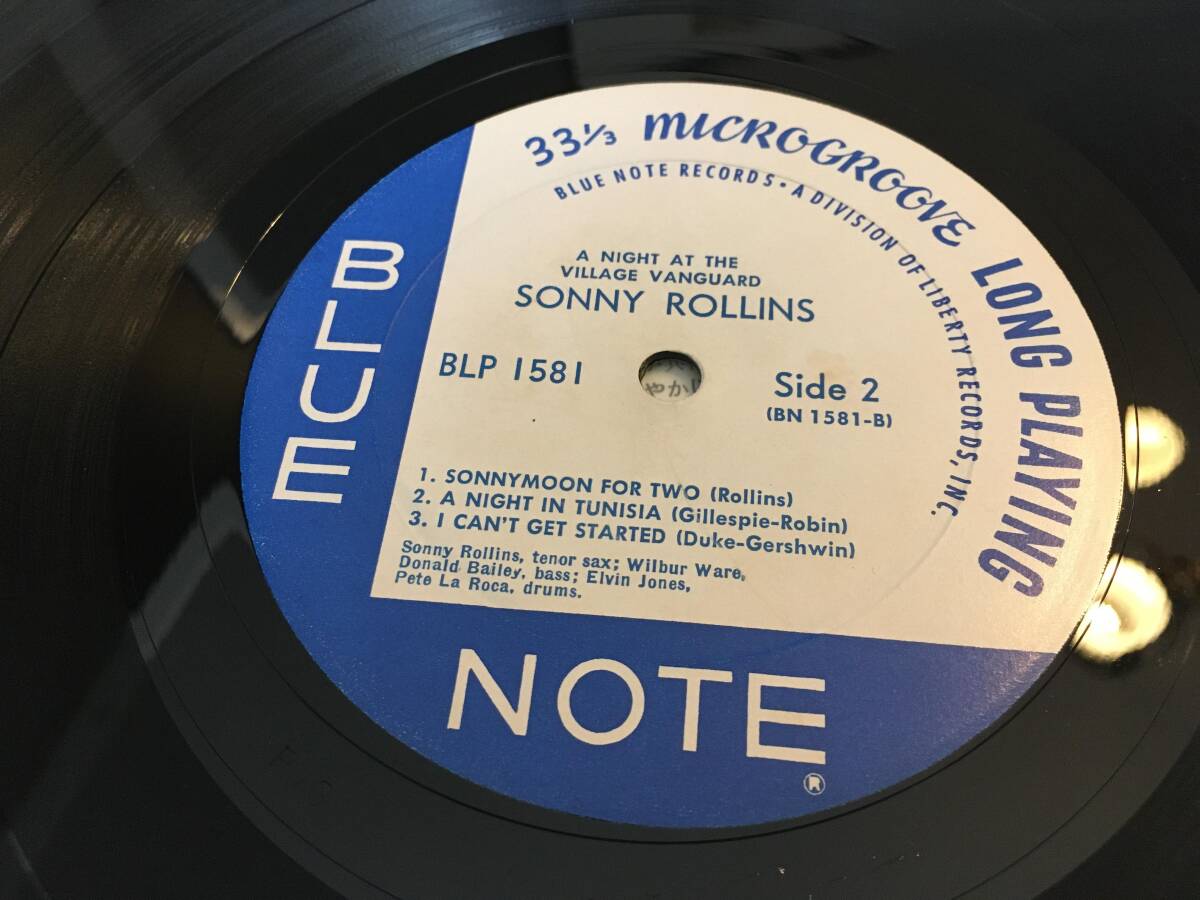 33⅓ MICROGROOVE LONG PLAYING
BLUE NOTE RECORDS • A DIVISION OF LIBERTY RECORDS, INC.
A NIGHT AT THE
VILLAGE VANGUARD
SONNY ROLLINS
BLP 1581
Side 2
(BN 1581-B)
1. SONNYMOON FOR TWO (Rollins)
2. A NIGHT IN TUNISIA (Gillespie-Robin)
3. I CAN'T GET STARTED (Duke-Gershwin)
Sonny Rollins, tenor sax; Wilbur Ware,
Donald Bailey, bass; Elvin Jones,
Pete La Roca, drums.
BLUE
NOTE
®